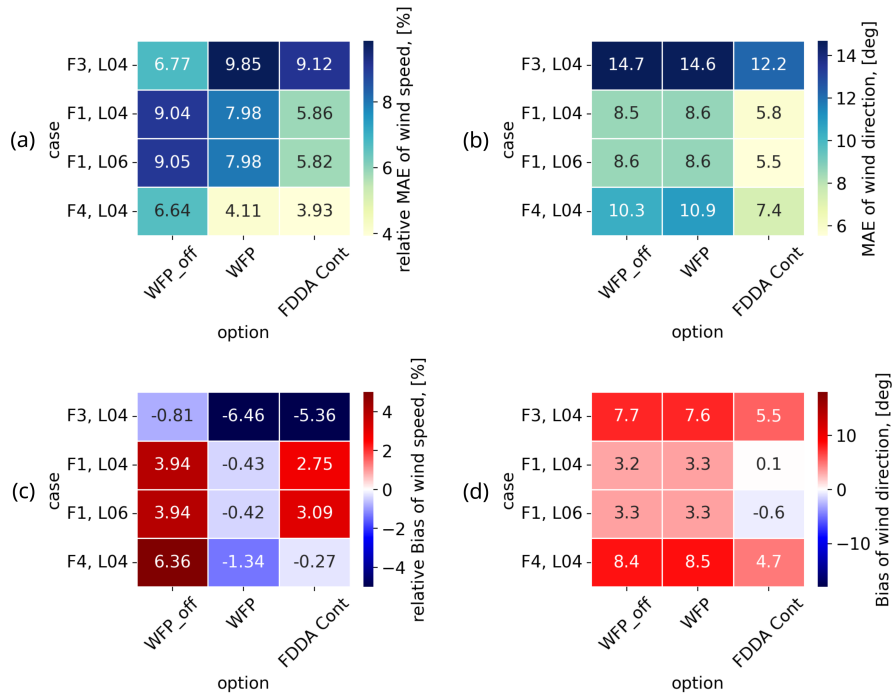 (a)
case
F3, L04
6.77 9.85 9.12
F1, L04
9.04 7.98 5.86
F1, L06
9.05 7.98 5.82
F4, L04
6.64 4.11 3.93
WFP_off WFP FDDA Cont
option
8
6
4
relative MAE of wind speed, [%]
(b)
case
F3, L04
14.7 14.6 12.2
F1, L04
8.5 8.6 5.8
F1, L06
8.6 8.6 5.5
F4, L04
10.3 10.9 7.4
WFP_off WFP FDDA Cont
option
14
12
10
8
6
MAE of wind direction, [deg]
(c)
case
F3, L04
-0.81 -6.46 -5.36
F1, L04
3.94 -0.43 2.75
F1, L06
3.94 -0.42 3.09
F4, L04
6.36 -1.34 -0.27
WFP_off WFP FDDA Cont
option
4
2
0
−2
−4
relative Bias of wind speed, [%]
(d)
case
F3, L04
7.7 7.6 5.5
F1, L04
3.2 3.3 0.1
F1, L06
3.3 3.3 -0.6
F4, L04
8.4 8.5 4.7
WFP_off WFP FDDA Cont
option
10
0
−10
Bias of wind direction, [deg]